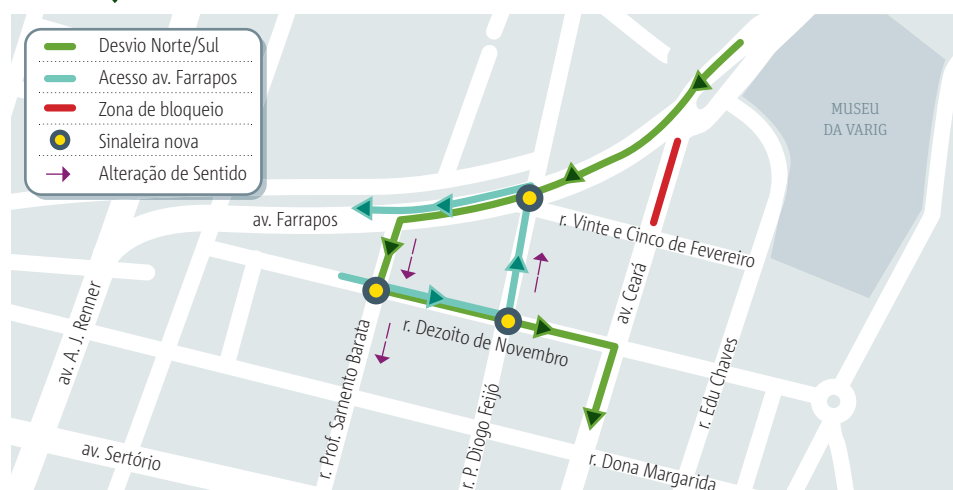 Desvio Norte/Sul
Acesso av. Farrapos
Zona de bloqueio
Sinaleira nova
Alteração de Sentido
MUSEU
DA VARIG
av. Farrapos
r. Vinte e Cinco de Fevereiro
av. Ceará
av. A. J. Renner
r. Dezoito de Novembro
r. Prof. Sarmento Barata
r. Edu Chaves
r. P. Diogo Feijó
av. Sertório
r. Dona Margarida